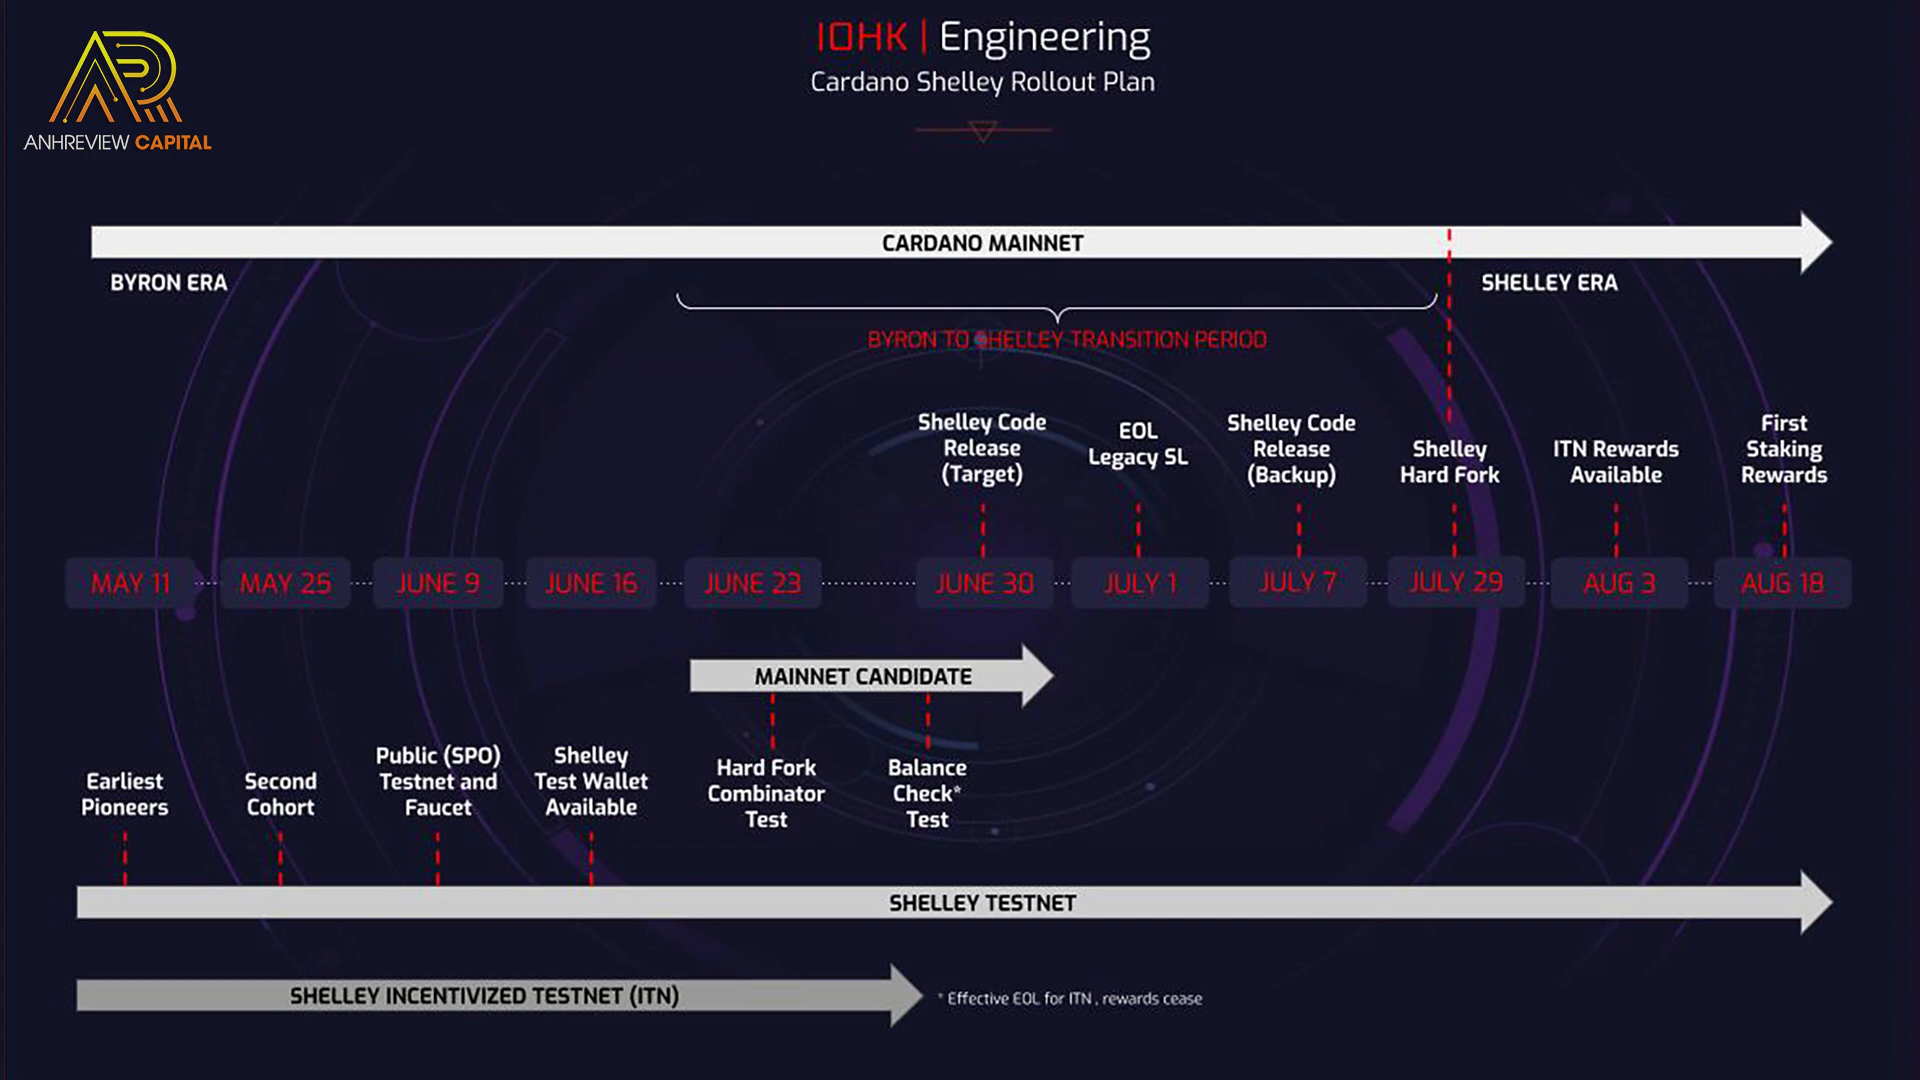 ANHREVIEW CAPITAL
IOHK | Engineering
Cardano Shelley Rollout Plan
CARDANO MAINNET
BYRON ERA
SHELLEY ERA
BYRON TO SHELLEY TRANSITION PERIOD
Shelley Code
Release
(Target)
EOL
Legacy SL
Shelley Code
Release
(Backup)
Shelley
Hard Fork
ITN Rewards
Available
First
Staking
Rewards
MAY 11
MAY 25
JUNE 9
JUNE 16
JUNE 23
JUNE 30
JULY 1
JULY 7
JULY 29
AUG 3
AUG 18
MAINNET CANDIDATE
Earliest
Pioneers
Second
Cohort
Public (SPO)
Testnet and
Faucet
Shelley
Test Wallet
Available
Hard Fork
Combinator
Test
Balance
Check*
Test
SHELLEY TESTNET
SHELLEY INCENTIVIZED TESTNET (ITN)
* Effective EOL for ITN , rewards cease